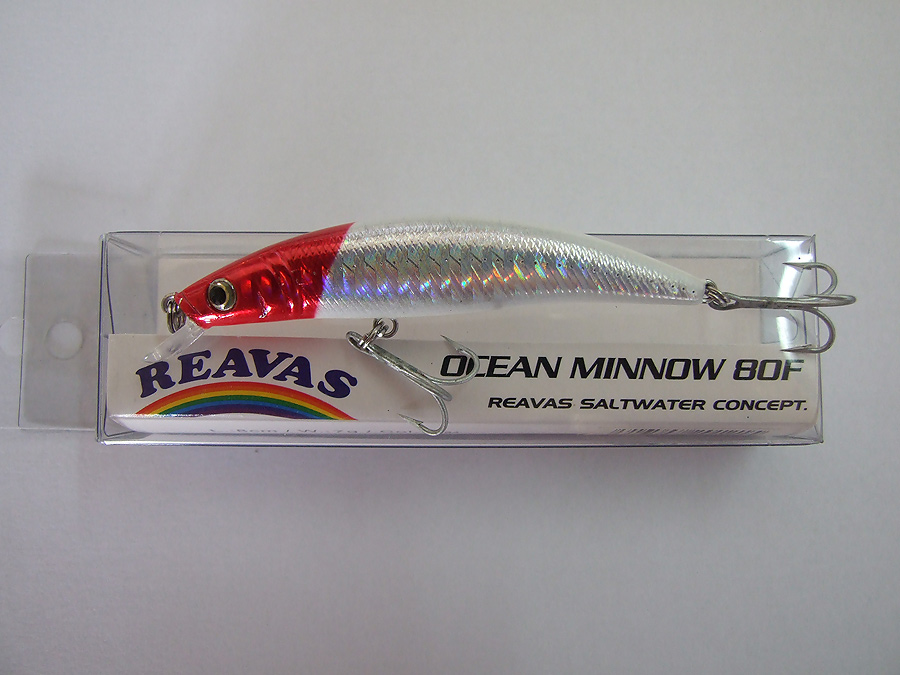 REAVAS
OCEAN MINNOW 80F
REAVAS SALTWATER CONCEPT.